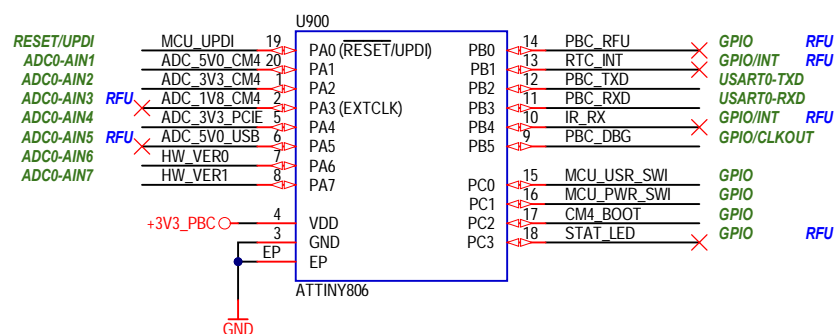 U900
RESET/UPDI MCU_UPDI 19 PA0 (RESET/UPDI) PB0 14 PBC_RFU GPIO RFU
ADC0-AIN1 ADC_5V0_CM4 20 PA1 PB1 13 RTC_INT GPIO/INT RFU
ADC0-AIN2 ADC_3V3_CM4 1 PA2 PB2 12 PBC_TXD USART0-TXD
ADC0-AIN3 RFU ADC_1V8_CM4 2 PA3 (EXTCLK) PB3 11 PBC_RXD USART0-RXD
ADC0-AIN4 ADC_3V3_PCIE 5 PA4 PB4 10 IR_RX GPIO/INT RFU
ADC0-AIN5 RFU ADC_5V0_USB 6 PA5 PB5 9 PBC_DBG GPIO/CLKOUT
ADC0-AIN6 HW_VER0 7 PA6
ADC0-AIN7 HW_VER1 8 PA7 PC0 15 MCU_USR_SWI GPIO
PC1 16 MCU_PWR_SWI GPIO
+3V3_PBC 4 VDD PC2 17 CM4_BOOT GPIO
3 GND PC3 18 STAT_LED GPIO RFU
EP EP
ATTINY806
GND